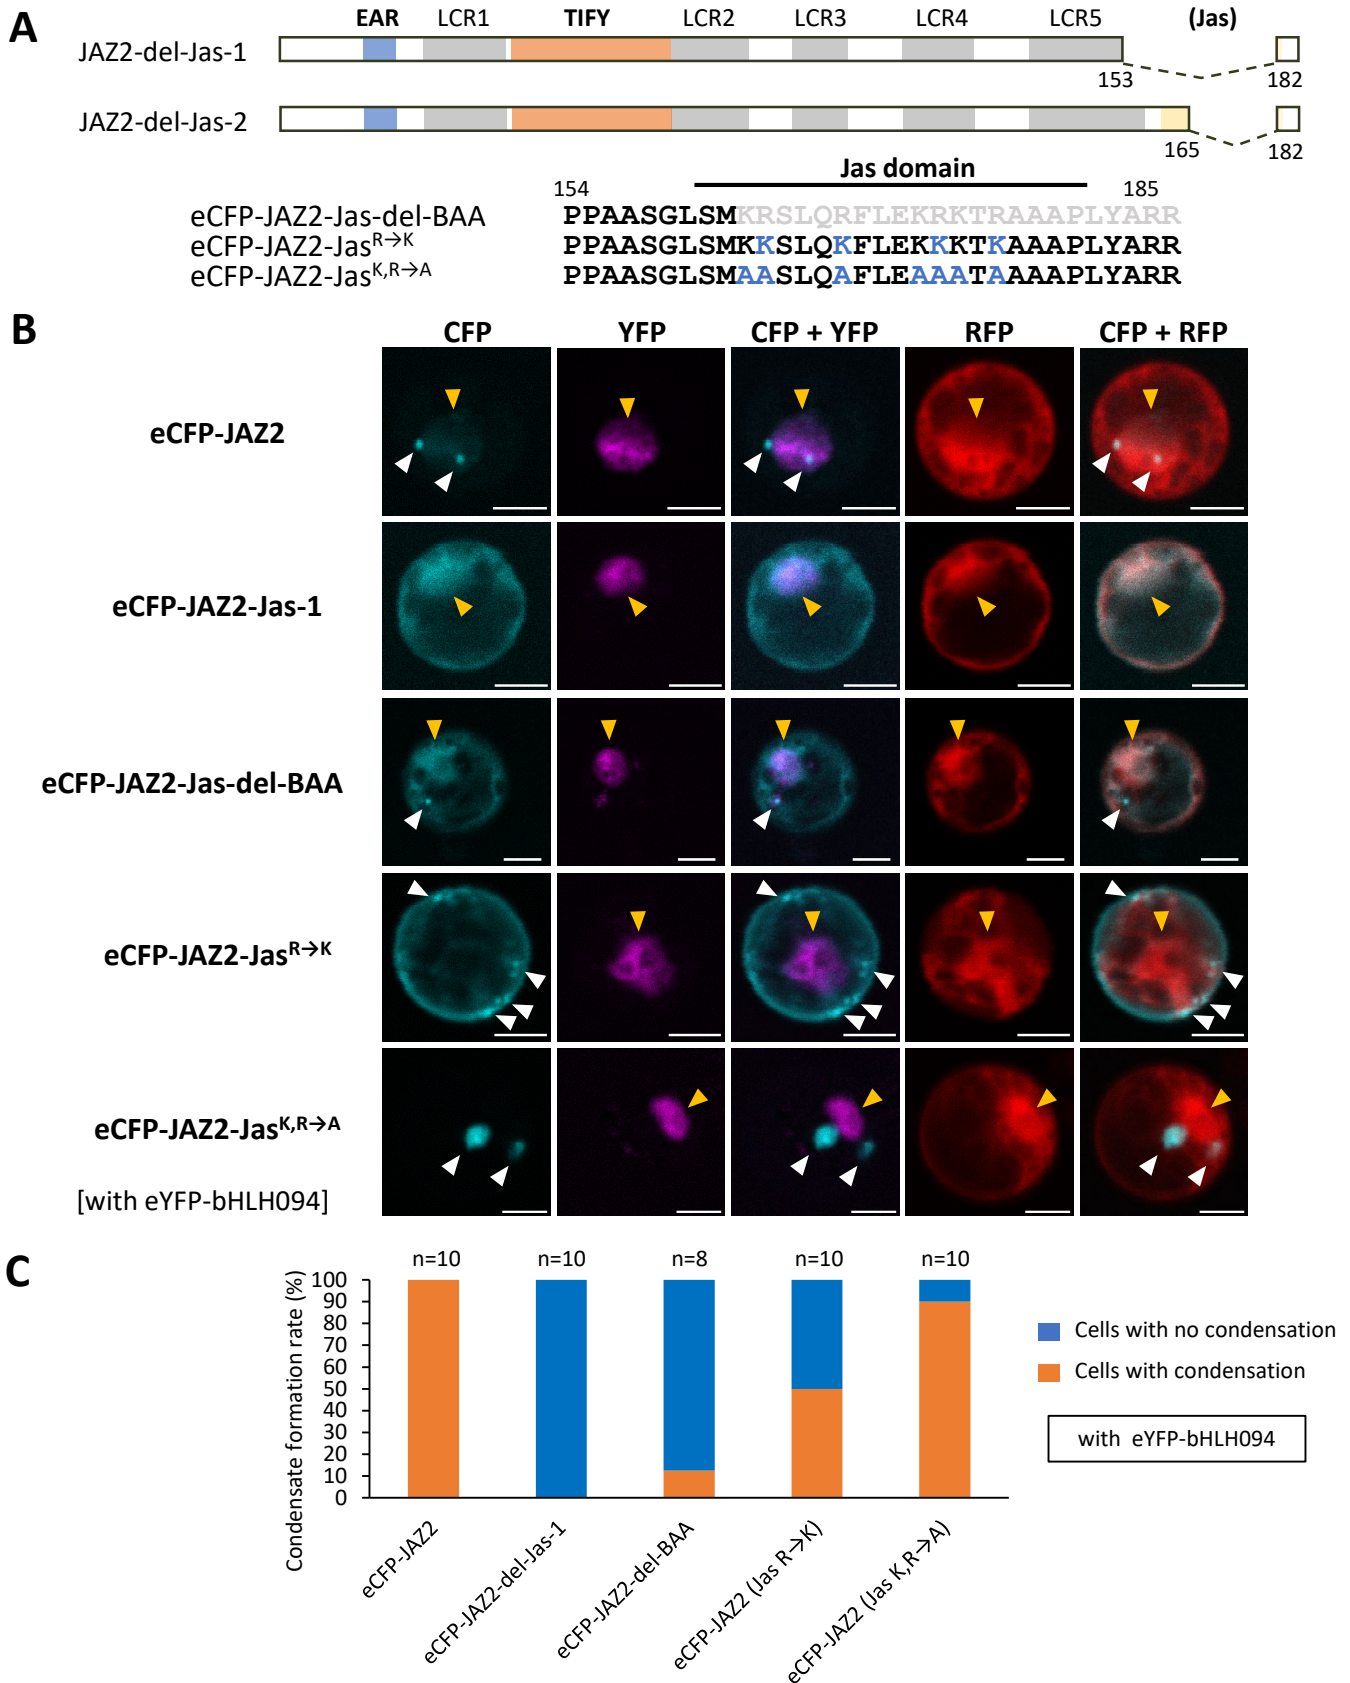 A
EAR LCR1 TIFY LCR2 LCR3 LCR4 LCR5 (Jas)
JAZ2-del-Jas-1
153 182
JAZ2-del-Jas-2
165 182
Jas domain
154 185
eCFP-JAZ2-Jas-del-BAA PPAASGLSMKRSLQRFLEKRKTRAAAPLYARR
eCFP-JAZ2-JasR→K PPAASGLSMKKSLQKFLEKKKTKAAAPLYARR
eCFP-JAZ2-JasK,R→A PPAASGLSMAASLQAFLEAAATAAAAPLYARR
B
CFP YFP CFP + YFP RFP CFP + RFP
eCFP-JAZ2
eCFP-JAZ2-Jas-1
eCFP-JAZ2-Jas-del-BAA
eCFP-JAZ2-JasR→K
eCFP-JAZ2-JasK,R→A
[with eYFP-bHLH094]
C
n=10 n=10 n=8 n=10 n=10
Condensate formation rate (%)
100
90
80
70
60
50
40
30
20
10
0
eCFP-JAZ2
eCFP-JAZ2-del-Jas-1
eCFP-JAZ2-del-BAA
eCFP-JAZ2 (Jas R→K)
eCFP-JAZ2 (Jas K,R→A)
Cells with no condensation
Cells with condensation
with eYFP-bHLH094